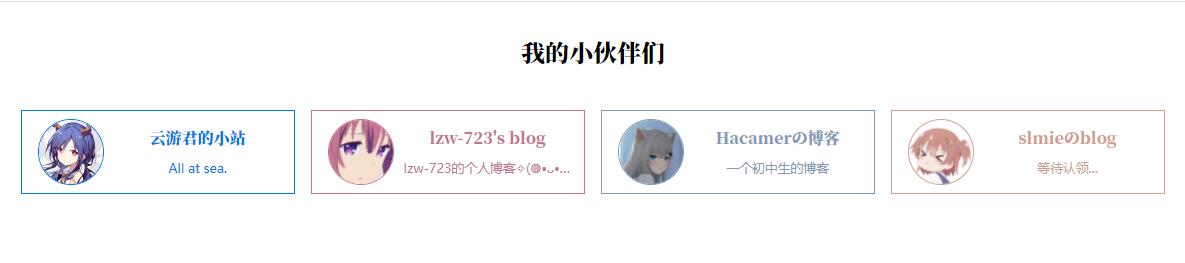 我的小伙伴们
云游君的小站
All at sea.
lzw-723's blog
lzw-723的个人博客✧(◍•ᴗ•...
Hacamerの博客
一个初中生的博客
slmieのblog
等待认领...